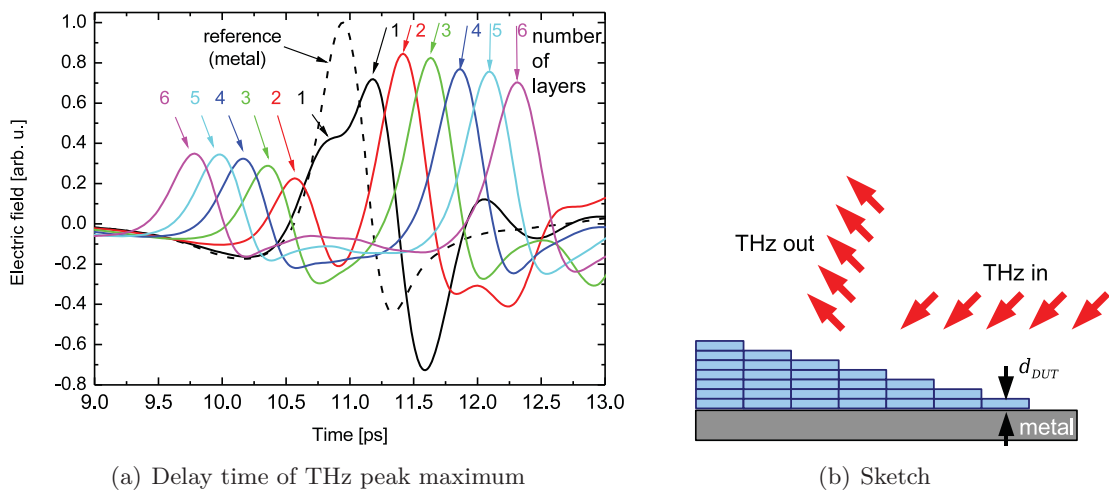 1.0
0.8
0.6
0.4
0.2
0.0
-0.2
-0.4
-0.6
-0.8
Electric field [arb. u.]
9.0 9.5 10.0 10.5 11.0 11.5 12.0 12.5 13.0
Time [ps]
reference
(metal)
1 2 3 4 5 6
number
of
layers
6 5 4 3 2 1
(a) Delay time of THz peak maximum
THz out
THz in
d_DUT
metal
(b) Sketch